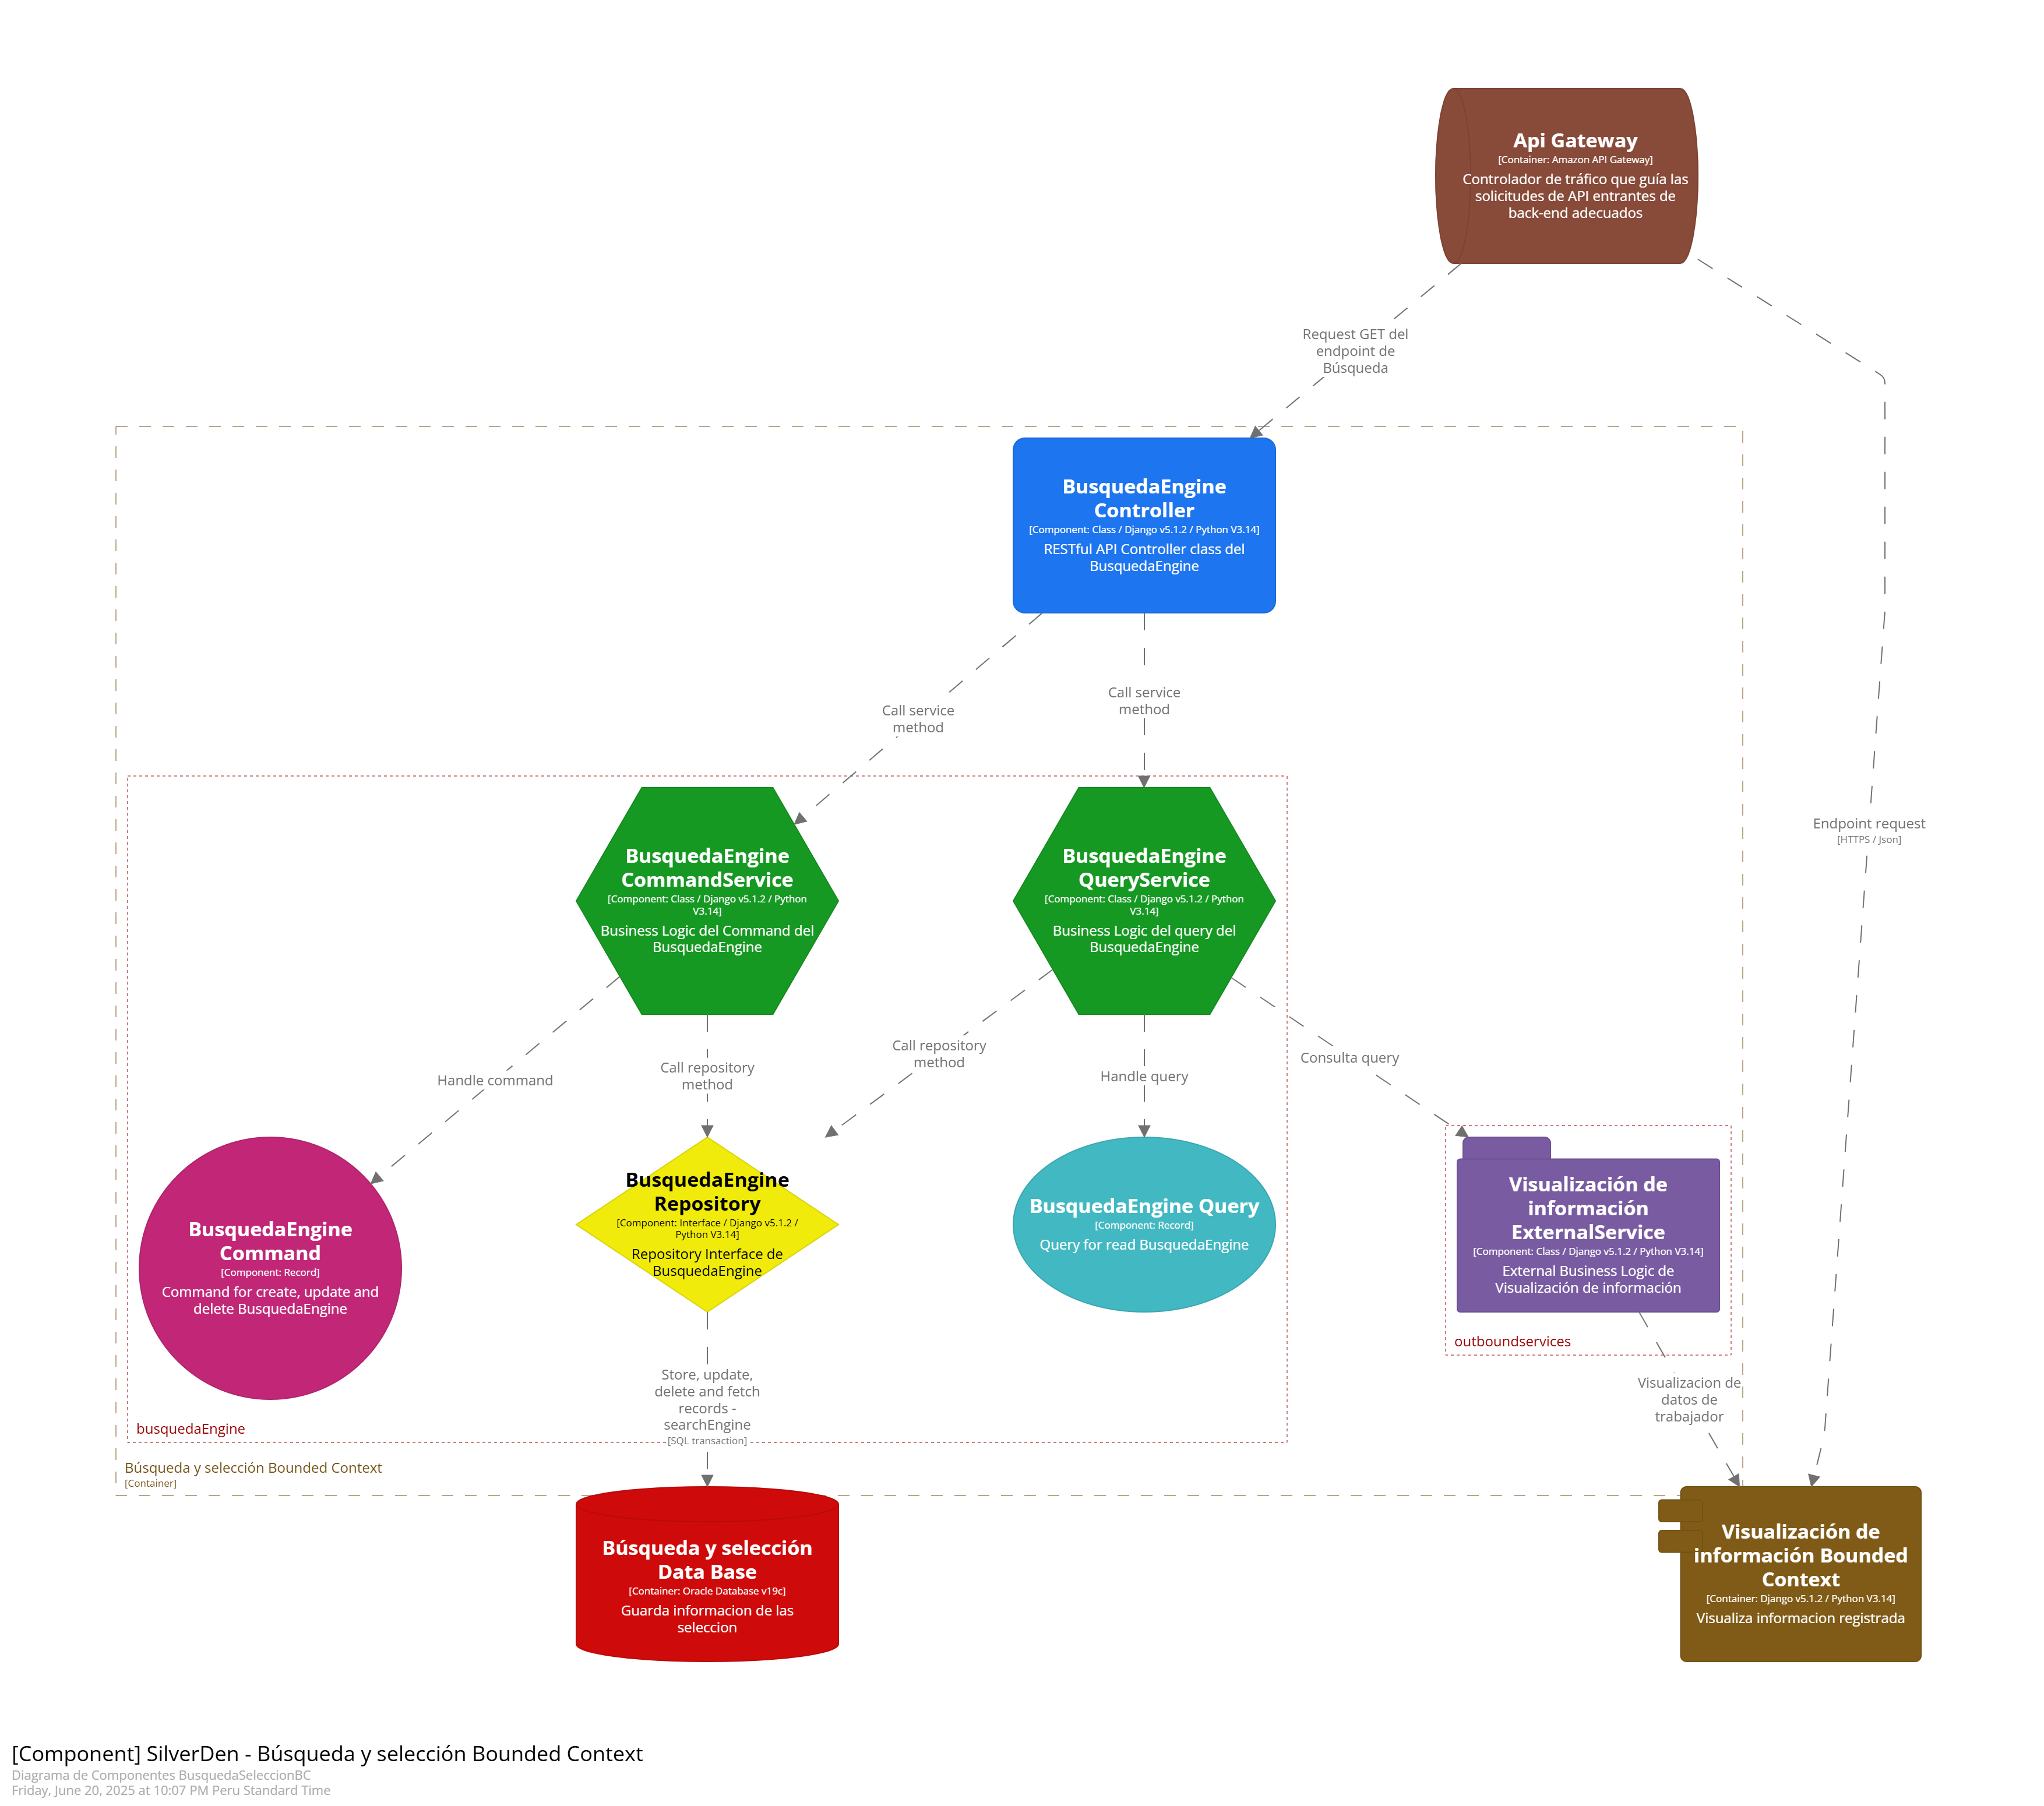 Api Gateway
[Container: Amazon API Gateway]
Controlador de tráfico que guía las
solicitudes de API entrantes de
back-end adecuados
Request GET del
endpoint de
Búsqueda
BusquedaEngine
Controller
[Component: Class / Django v5.1.2 / Python V3.14]
RESTful API Controller class del
BusquedaEngine
Call service
method
Call service
method
Endpoint request
[HTTPS / Json]
BusquedaEngine
CommandService
[Component: Class / Django v5.1.2 / Python
V3.14]
Business Logic del Command del
BusquedaEngine
BusquedaEngine
QueryService
[Component: Class / Django v5.1.2 / Python
V3.14]
Business Logic del query del
BusquedaEngine
Handle command
Call repository
method
Call repository
method
Handle query
Consulta query
BusquedaEngine
Command
[Component: Record]
Command for create, update and
delete BusquedaEngine
BusquedaEngine
Repository
[Component: Interface / Django v5.1.2 /
Python V3.14]
Repository Interface de
BusquedaEngine
BusquedaEngine Query
[Component: Record]
Query for read BusquedaEngine
Visualización de
información
ExternalService
[Component: Class / Django v5.1.2 / Python V3.14]
External Business Logic de
Visualización de información
outboundservices
Store, update,
delete and fetch
records -
searchEngine
[SQL transaction]
Visualizacion de
datos de
trabajador
busquedaEngine
Búsqueda y selección Bounded Context
[Container]
Búsqueda y selección
Data Base
[Container: Oracle Database v19c]
Guarda informacion de las
seleccion
Visualización de
información Bounded
Context
[Container: Django v5.1.2 / Python V3.14]
Visualiza informacion registrada
[Component] SilverDen - Búsqueda y selección Bounded Context
Diagrama de Componentes BusquedaSeleccionBC
Friday, June 20, 2025 at 10:07 PM Peru Standard Time